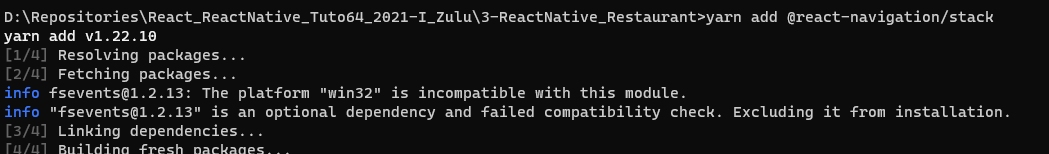 D:\Repositories\React_ReactNative_Tuto64_2021-I_Zulu\3-ReactNative_Restaurant>yarn add @react-navigation/stack
yarn add v1.22.10
[1/4] Resolving packages...
[2/4] Fetching packages...
info fsevents@1.2.13: The platform "win32" is incompatible with this module.
info "fsevents@1.2.13" is an optional dependency and failed compatibility check. Excluding it from installation.
[3/4] Linking dependencies...
[4/4] Building fresh packages...